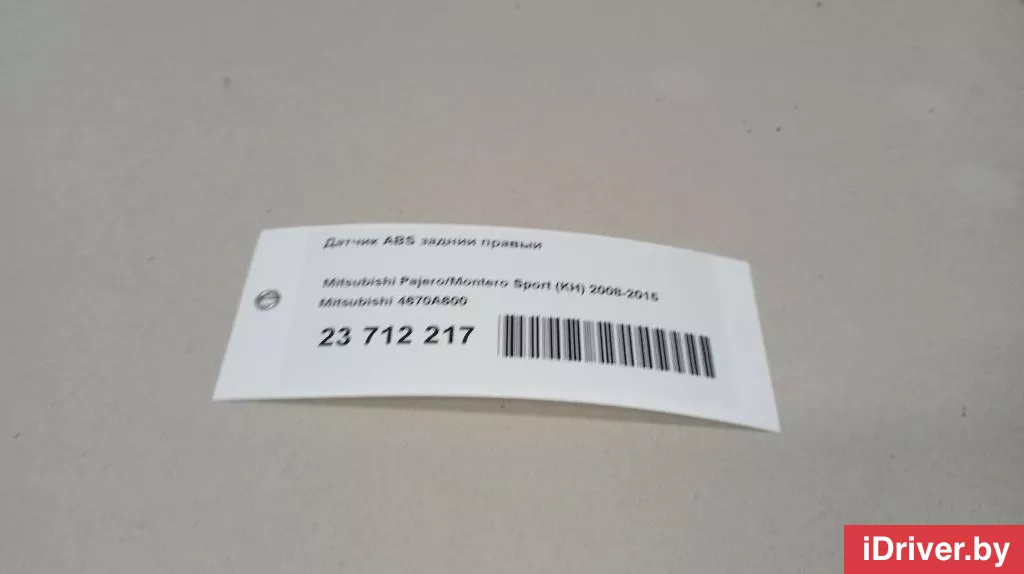 Датчик ABS задний правый
Mitsubishi Pajero/Montero Sport (KH) 2008-2015
Mitsubishi 4670A600
23 712 217
iDriver.by